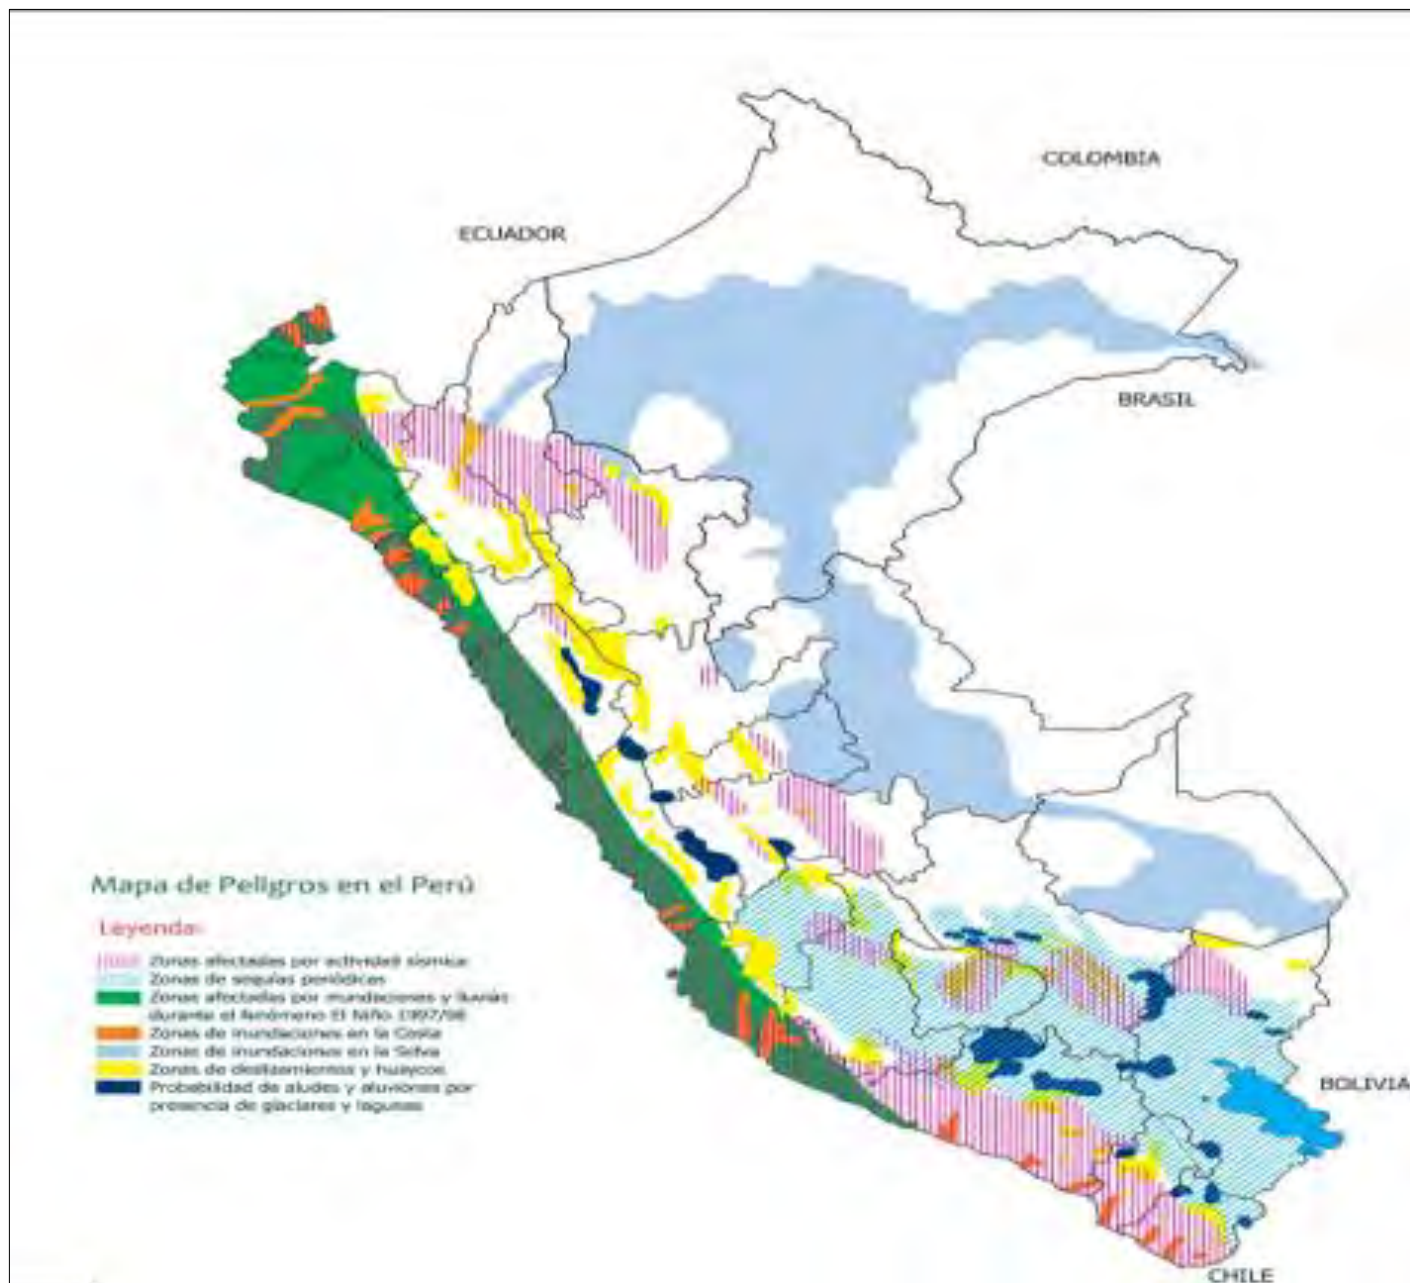 COLOMBIA
ECUADOR
BRASIL
Mapa de Peligros en el Perú
Leyenda:
Zonas afectadas por actividad sísmica
Zonas de sequías periódicas
Zonas afectadas por inundaciones y lluvias
durante el fenómeno El Niño 1997/98
Zonas de inundaciones en la Costa
Zonas de inundaciones en la Selva
Zonas de deslizamientos y huaycos
Probabilidad de aludes y aluviones por
presencia de glaciares y lagunas
BOLIVIA
CHILE